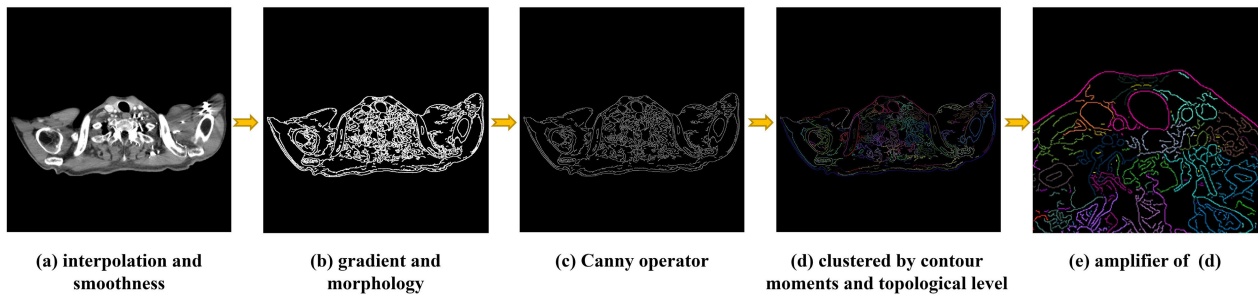 (a) interpolation and
smoothness
(b) gradient and
morphology
(c) Canny operator
(d) clustered by contour
moments and topological level
(e) amplifier of (d)